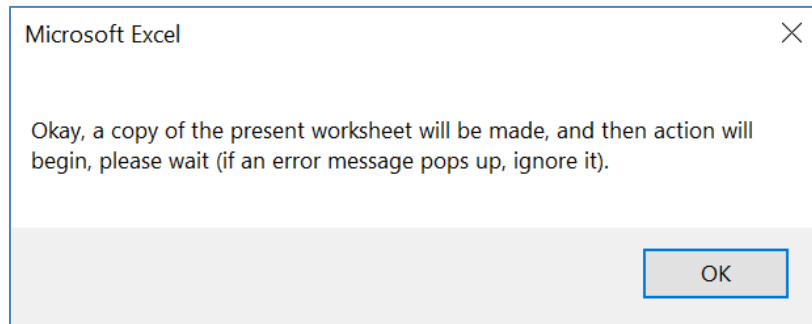 Microsoft Excel
Okay, a copy of the present worksheet will be made, and then action will
begin, please wait (if an error message pops up, ignore it).
OK